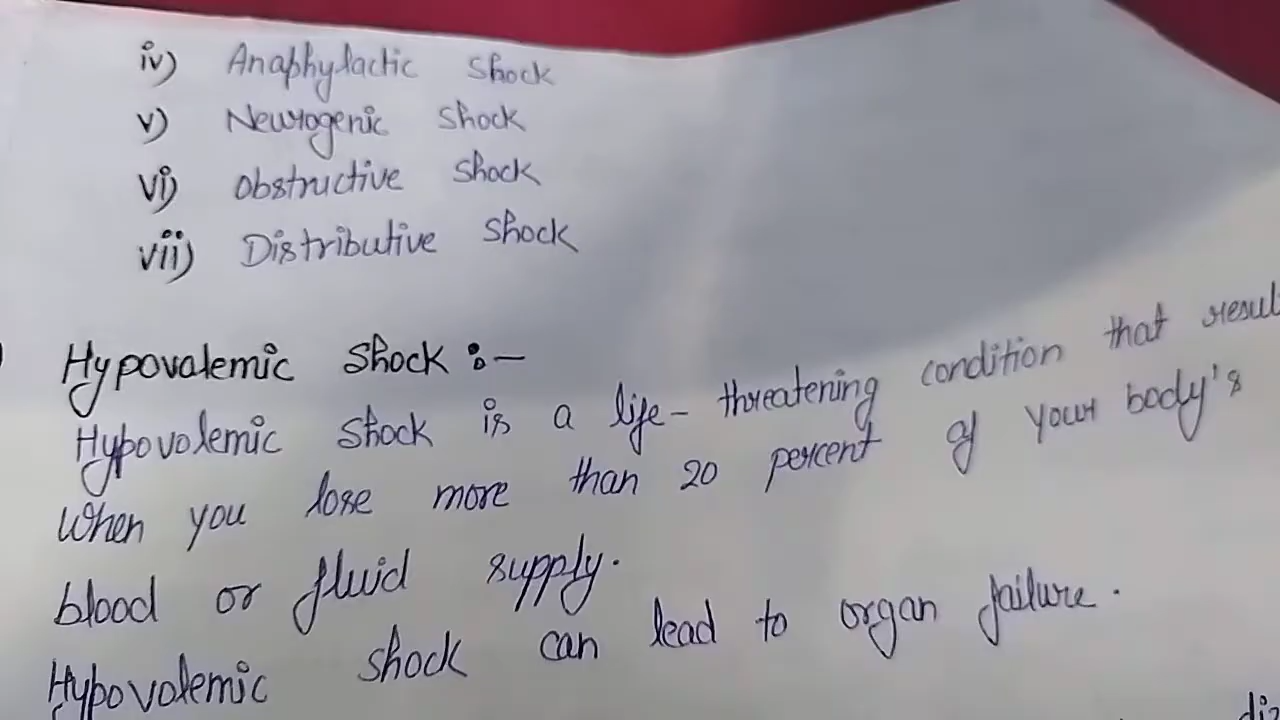 iv) Anaphylactic shock
v) Neurogenic shock
vi) obstructive shock
vii) Distributive shock
Hypovalemic shock :-
Hypovolemic shock is a life-threatening condition that resul
when you lose more than 20 percent of your body's
blood or fluid supply.
Hypovolemic shock can lead to organ failure.